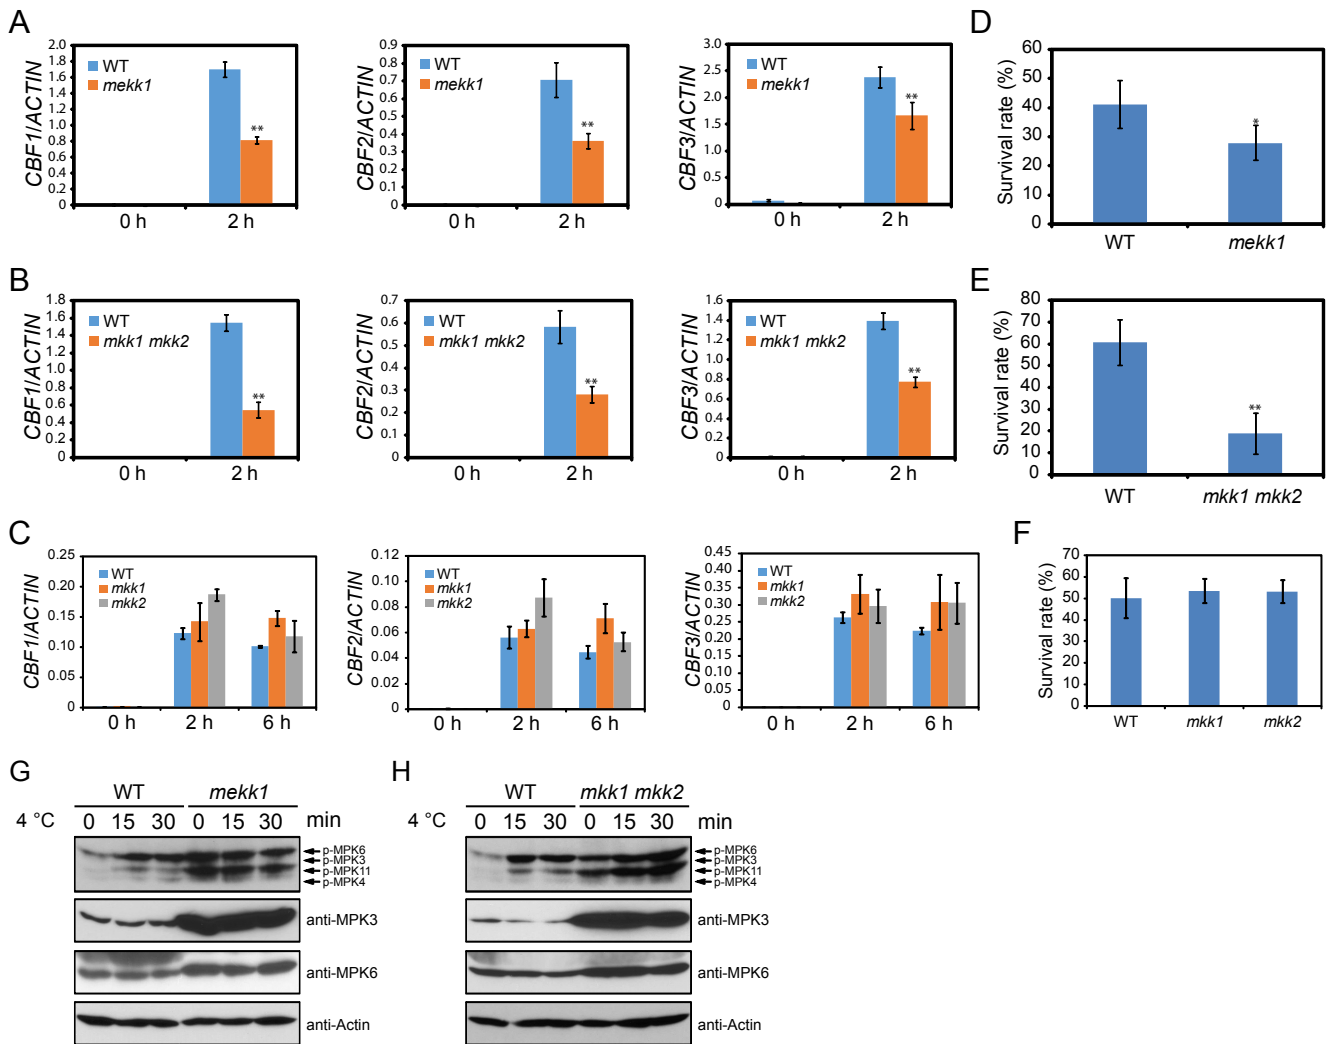 A
CBF1/ACTIN
2.0
1.8
1.6
1.4
1.2
1.0
0.8
0.6
0.4
0.2
0
WT
mekk1
**
0 h
2 h
CBF2/ACTIN
0.9
0.8
0.7
0.6
0.5
0.4
0.3
0.2
0.1
0
WT
mekk1
**
0 h
2 h
CBF3/ACTIN
3.0
2.5
2.0
1.5
1.0
0.5
0
WT
mekk1
**
0 h
2 h
D
Survival rate (%)
60
50
40
30
20
10
0
*
WT
mekk1
B
CBF1/ACTIN
1.8
1.6
1.4
1.2
1.0
0.8
0.6
0.4
0.2
0
WT
mkk1 mkk2
**
0 h
2 h
CBF2/ACTIN
0.7
0.6
0.5
0.4
0.3
0.2
0.1
0
WT
mkk1 mkk2
**
0 h
2 h
CBF3/ACTIN
1.6
1.4
1.2
1.0
0.8
0.6
0.4
0.2
0
WT
mkk1 mkk2
**
0 h
2 h
E
Survival rate (%)
80
70
60
50
40
30
20
10
0
**
WT
mkk1 mkk2
C
CBF1/ACTIN
0.25
0.20
0.15
0.10
0.05
0
WT
mkk1
mkk2
0 h
2 h
6 h
CBF2/ACTIN
0.12
0.10
0.08
0.06
0.04
0.02
0
WT
mkk1
mkk2
0 h
2 h
6 h
CBF3/ACTIN
0.45
0.40
0.35
0.30
0.25
0.20
0.15
0.10
0.05
0
WT
mkk1
mkk2
0 h
2 h
6 h
F
Survival rate (%)
70
60
50
40
30
20
10
0
WT
mkk1
mkk2
G
WT
mekk1
4 °C 0 15 30 0 15 30 min
p-MPK6
p-MPK3
p-MPK11
p-MPK4
anti-MPK3
anti-MPK6
anti-Actin
H
WT
mkk1 mkk2
4 °C 0 15 30 0 15 30 min
p-MPK6
p-MPK3
p-MPK11
p-MPK4
anti-MPK3
anti-MPK6
anti-Actin